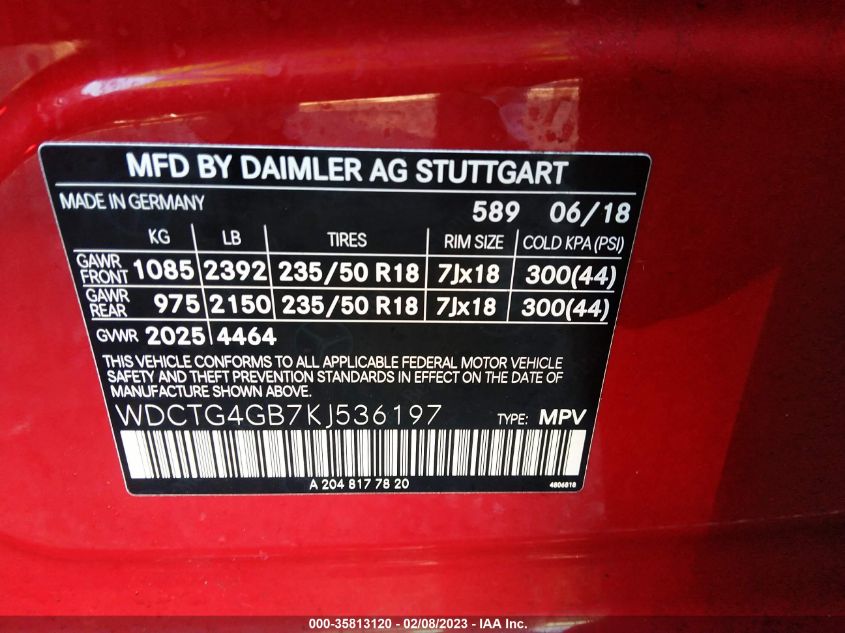 MFD BY DAIMLER AG STUTTGART
MADE IN GERMANY 589 06/18
KG LB TIRES RIM SIZE COLD KPA (PSI)
GAWR FRONT 1085 2392 235/50 R18 7Jx18 300(44)
GAWR REAR 975 2150 235/50 R18 7Jx18 300(44)
GVWR 2025 4464
THIS VEHICLE CONFORMS TO ALL APPLICABLE FEDERAL MOTOR VEHICLE
SAFETY AND THEFT PREVENTION STANDARDS IN EFFECT ON THE DATE OF
MANUFACTURE SHOWN ABOVE.
WDCTG4GB7KJ536197 TYPE: MPV
A 204 817 78 20 4806818
000-35813120 - 02/08/2023 - IAA Inc.